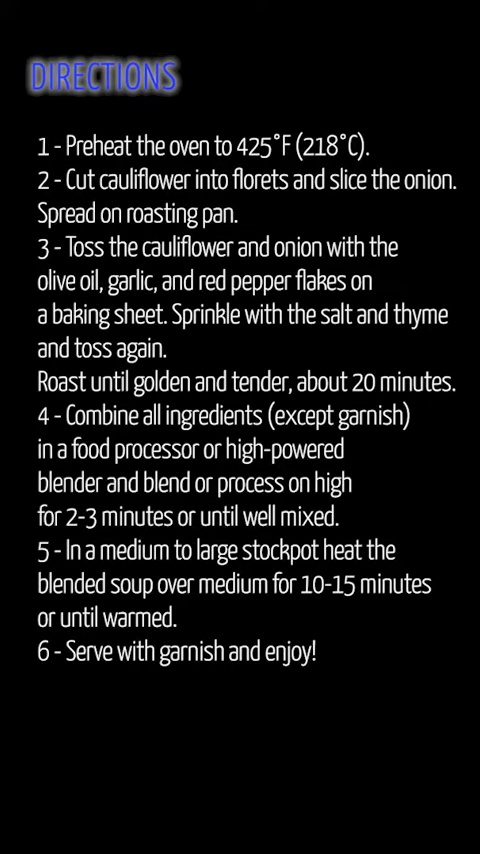 DIRECTIONS
1 - Preheat the oven to 425°F (218°C).
2 - Cut cauliflower into florets and slice the onion.
Spread on roasting pan.
3 - Toss the cauliflower and onion with the
olive oil, garlic, and red pepper flakes on
a baking sheet. Sprinkle with the salt and thyme
and toss again.
Roast until golden and tender, about 20 minutes.
4 - Combine all ingredients (except garnish)
in a food processor or high-powered
blender and blend or process on high
for 2-3 minutes or until well mixed.
5 - In a medium to large stockpot heat the
blended soup over medium for 10-15 minutes
or until warmed.
6 - Serve with garnish and enjoy!